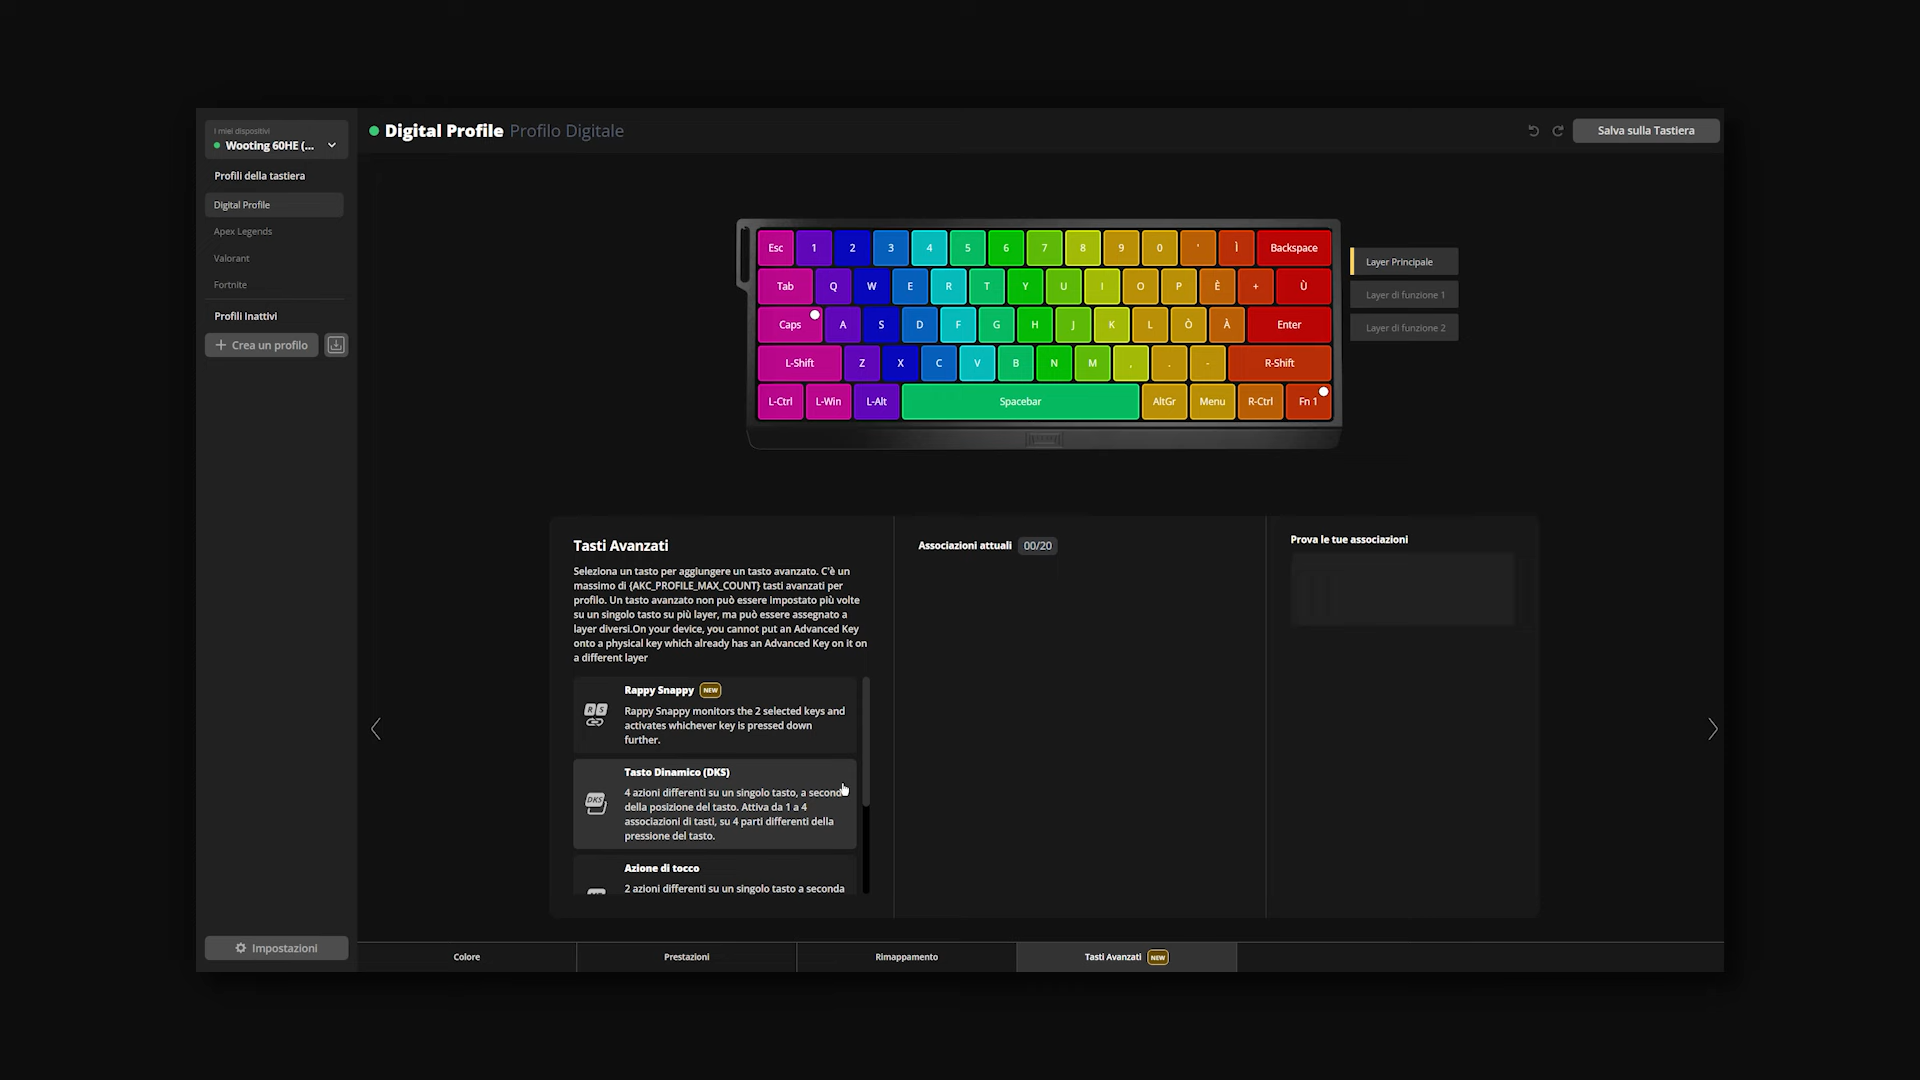 I miei dispositivi
Wooting 60HE (...
Profili della tastiera
Digital Profile
Apex Legends
Valorant
Fortnite
Profili Inattivi
+ Crea un profilo
Impostazioni
Digital Profile Profilo Digitale
Salva sulla Tastiera
Esc 1 2 3 4 5 6 7 8 9 0 ' Ì Backspace
Tab Q W E R T Y U I O P È + Ù
Caps A S D F G H J K L Ò À Enter
L-Shift Z X C V B N M , . - R-Shift
L-Ctrl L-Win L-Alt Spacebar AltGr Menu R-Ctrl Fn 1
Layer Principale
Layer di funzione 1
Layer di funzione 2
Tasti Avanzati
Seleziona un tasto per aggiungere un tasto avanzato. C'è un
massimo di {AKC_PROFILE_MAX_COUNT} tasti avanzati per
profilo. Un tasto avanzato non può essere impostato più volte
su un singolo tasto su più layer, ma può essere assegnato a
layer diversi.On your device, you cannot put an Advanced Key
onto a physical key which already has an Advanced Key on it on
a different layer
R S
Rappy Snappy NEW
Rappy Snappy monitors the 2 selected keys and
activates whichever key is pressed down
further.
DKS
Tasto Dinamico (DKS)
4 azioni differenti su un singolo tasto, a second
della posizione del tasto. Attiva da 1 a 4
associazioni di tasti, su 4 parti differenti della
pressione del tasto.
Azione di tocco
2 azioni differenti su un singolo tasto a seconda
Associazioni attuali 00/20
Prova le tue associazioni
Colore
Prestazioni
Rimappamento
Tasti Avanzati NEW